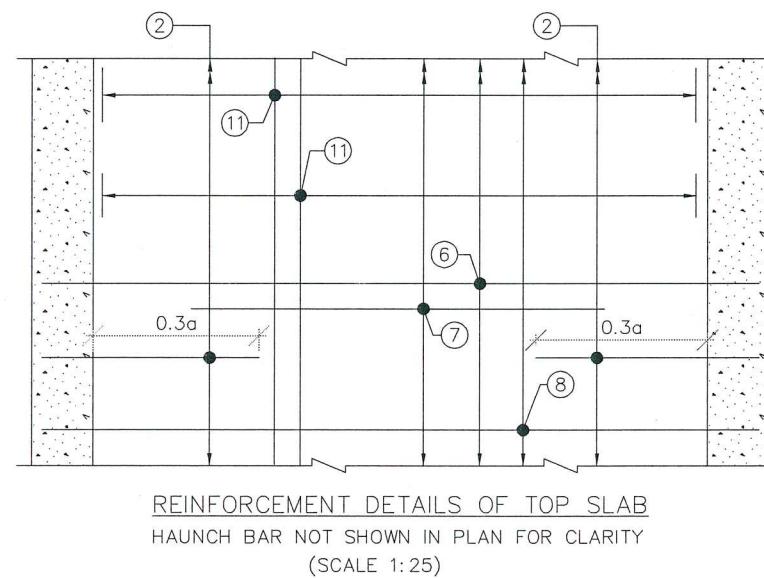 2 2
11
11
6
0.3a 0.3a
7
8
REINFORCEMENT DETAILS OF TOP SLAB
HAUNCH BAR NOT SHOWN IN PLAN FOR CLARITY
(SCALE 1:25)